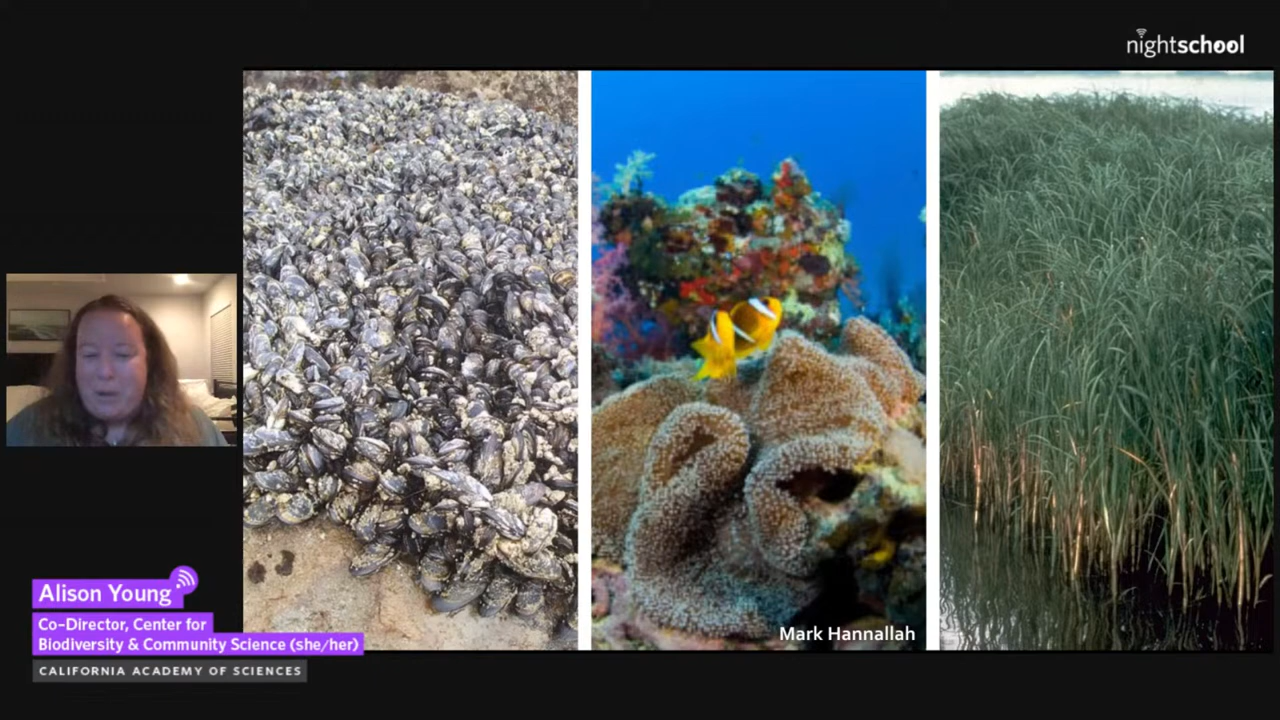 nightschool
Mark Hannallah
Alison Young
Co-Director, Center for
Biodiversity & Community Science (she/her)
CALIFORNIA ACADEMY OF SCIENCES